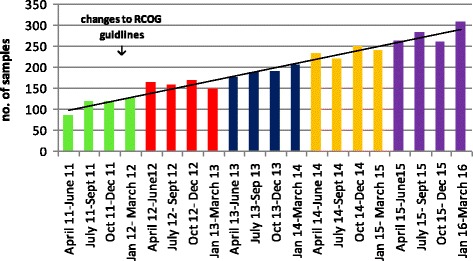 350
300
250
200
150
100
50
0
no. of samples
changes to RCOG
guidlines
April 11-June 11
July 11-Sept 11
Oct 11-Dec 11
Jan 12- March 12
April 12-June12
July 12- Sept 12
Oct 12- Dec 12
Jan 13-March 13
April 13-June 13
July 13-Sep 13
Oct 13-Dec 13
Jan 14-March 14
April 14-June 14
July 14-Sept 14
Oct 14-Dec 14
Jan 15- March 15
April 15-June15
July 15- Sept 15
Oct 15-Dec 15
Jan 16-March 16